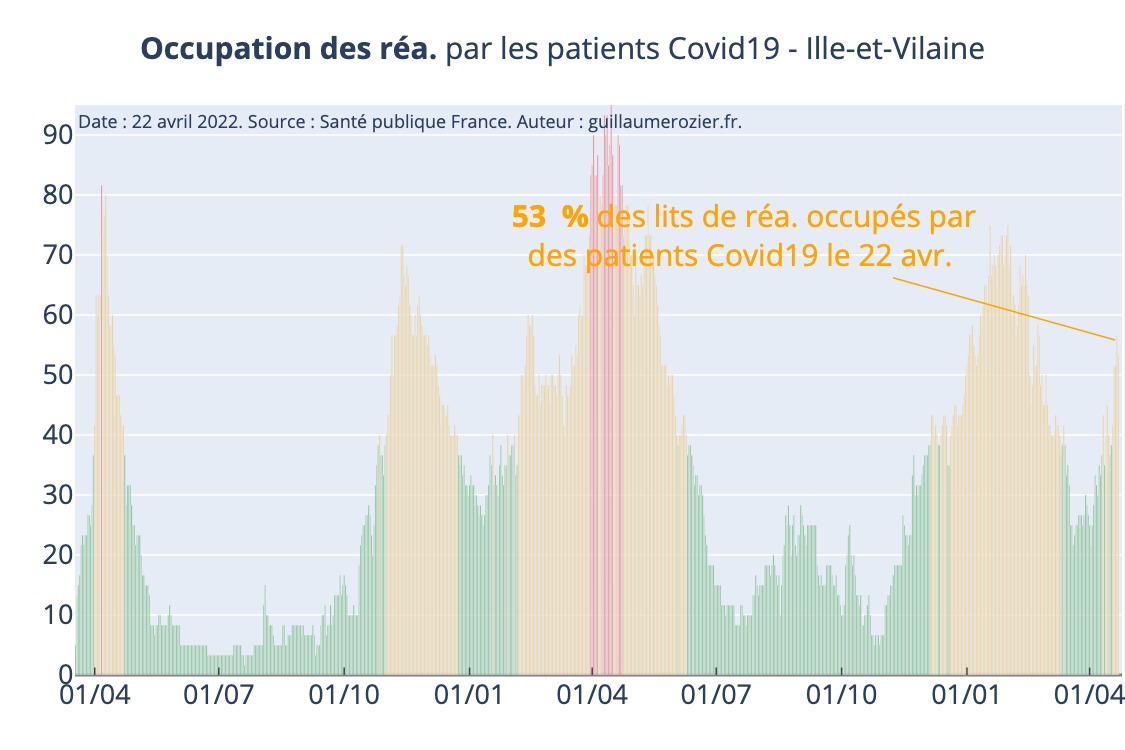 Occupation des réa. par les patients Covid19 - Ille-et-Vilaine
Date : 22 avril 2022. Source : Santé publique France. Auteur : guillaumerozier.fr.
90
80
53 % des lits de réa. occupés par
des patients Covid19 le 22 avr.
70
60
50
40
30
20
10
0
01/04 01/07 01/10 01/01 01/04 01/07 01/10 01/01 01/04